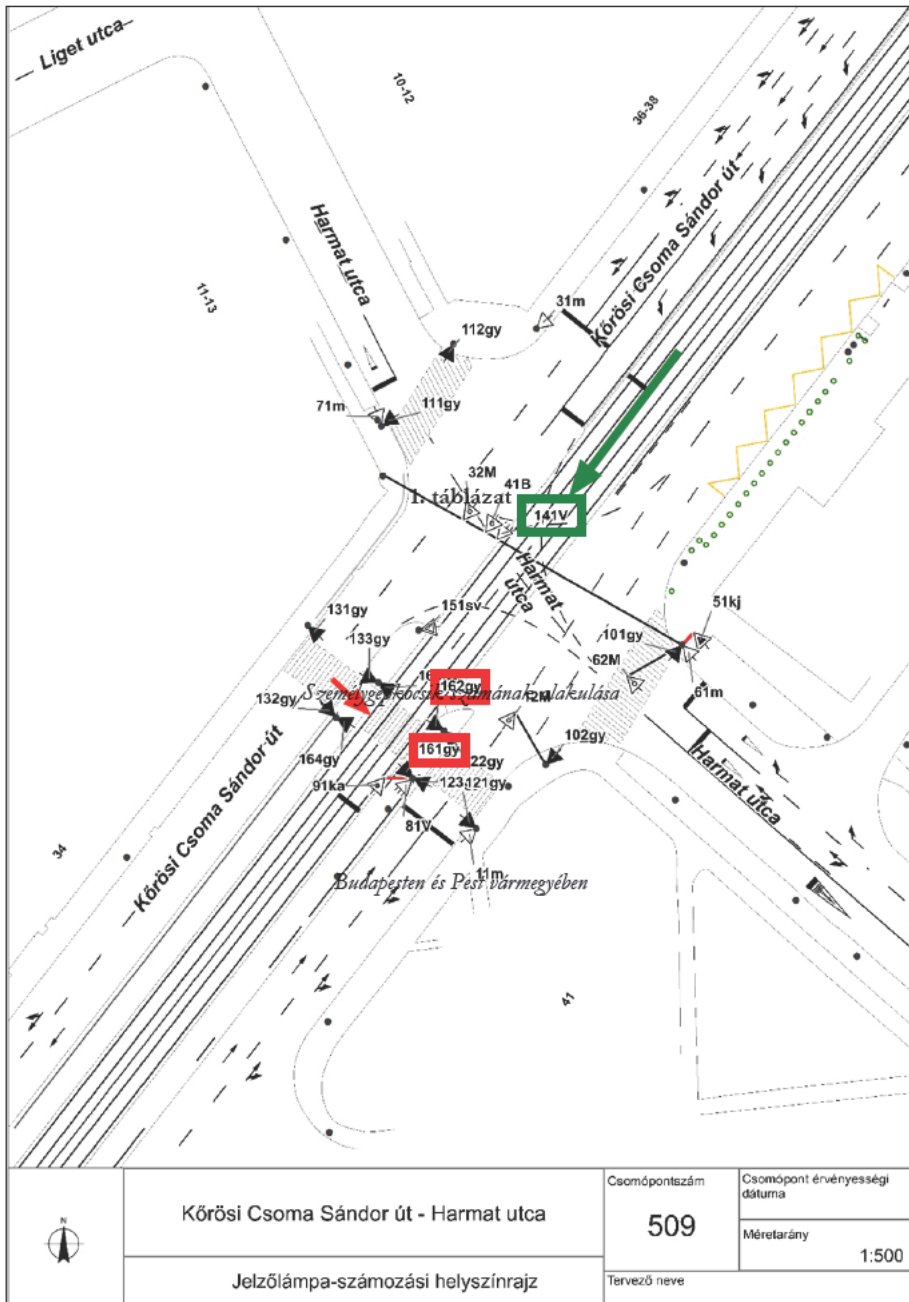 Liget utca
10-12
36-38
Kőrösi Csoma Sándor út
Harmat utca
11-13
31m
112gy
71m
111gy
32M
41B
1. táblázat
141V
Harmat
utca
51kj
131gy
151sv
101gy
133gy
62M
162gy
61m
Személygépkocsik számának alakulása
12M
132gy
161gy
102gy
164gy
22gy
Harmat utca
91ka
123
121gy
81V
Kőrösi Csoma Sándor út
34
11m
Budapesten és Pest vármegyében
41
N
Kőrösi Csoma Sándor út - Harmat utca
Jelzőlámpa-számozási helyszínrajz
Csomópontszám
509
Tervező neve
Csomópont érvényességi
dátuma
Méretarány
1:500